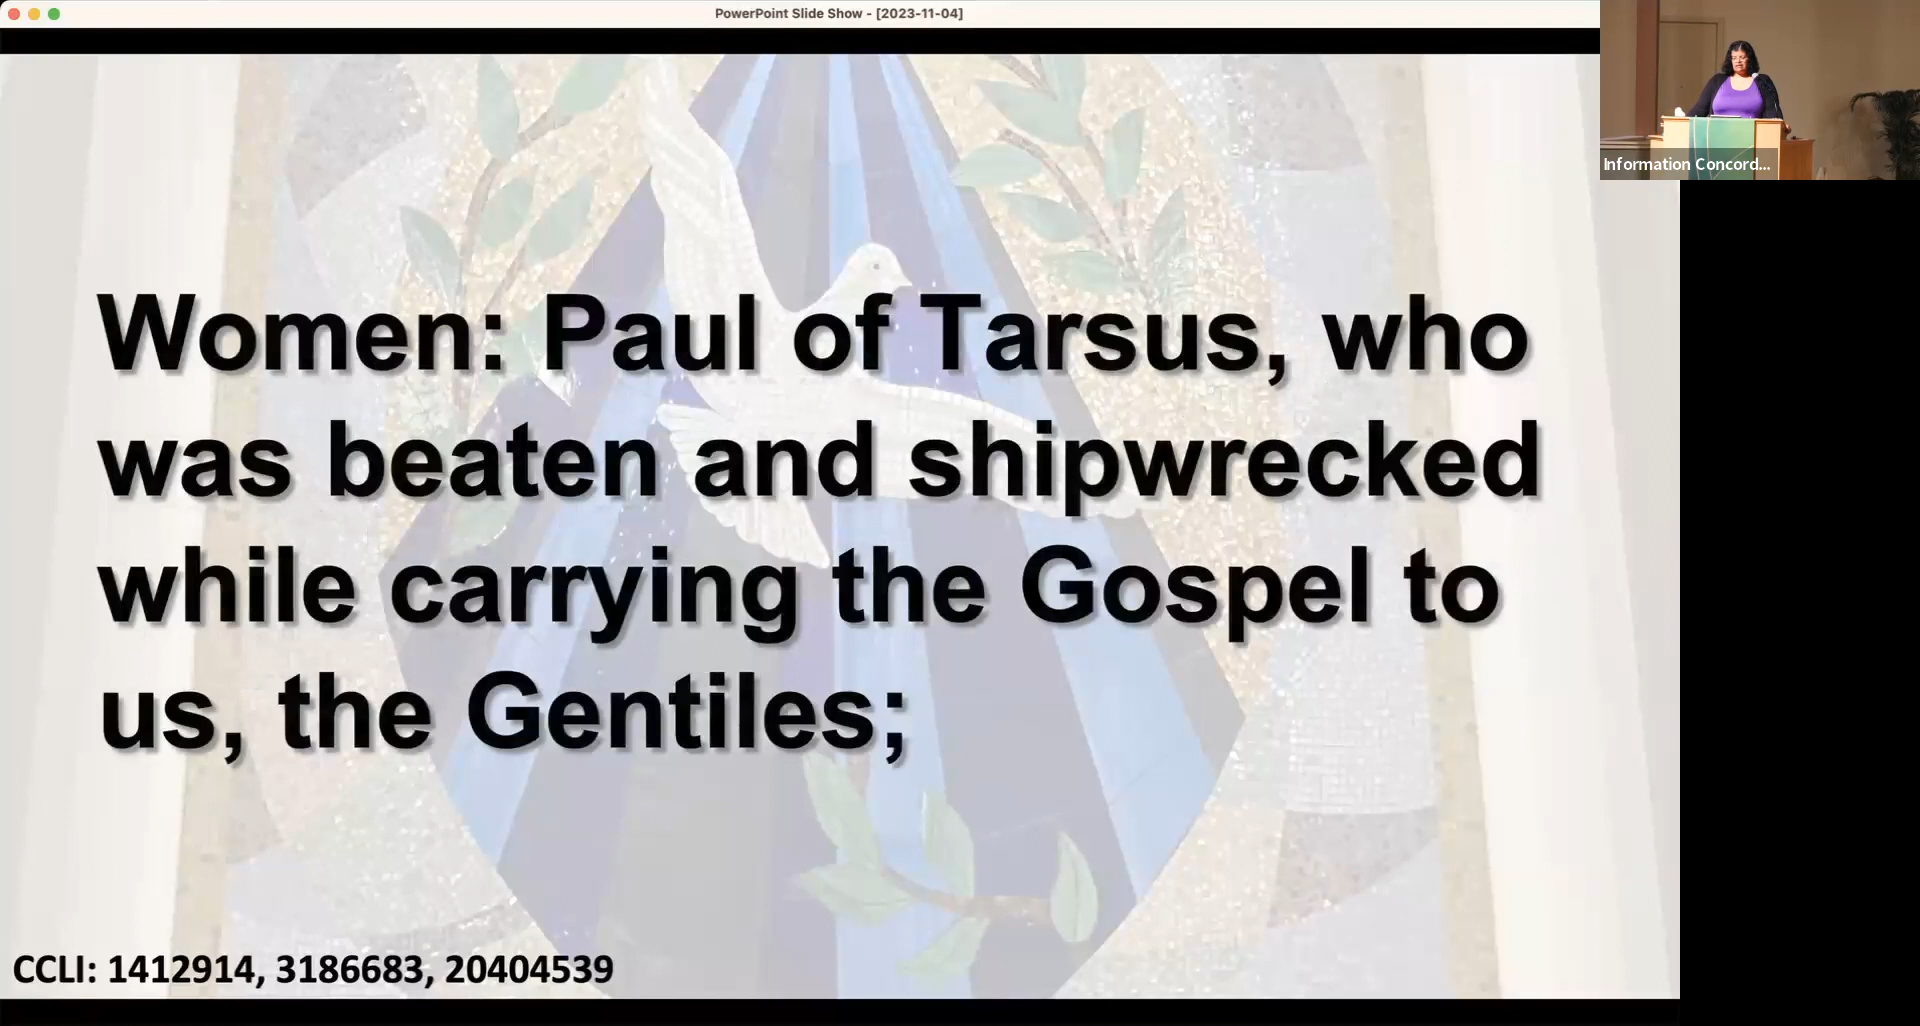 PowerPoint Slide Show - [2023-11-04]
Information Concord...
Women: Paul of Tarsus, who
was beaten and shipwrecked
while carrying the Gospel to
us, the Gentiles;
CCLI: 1412914, 3186683, 20404539